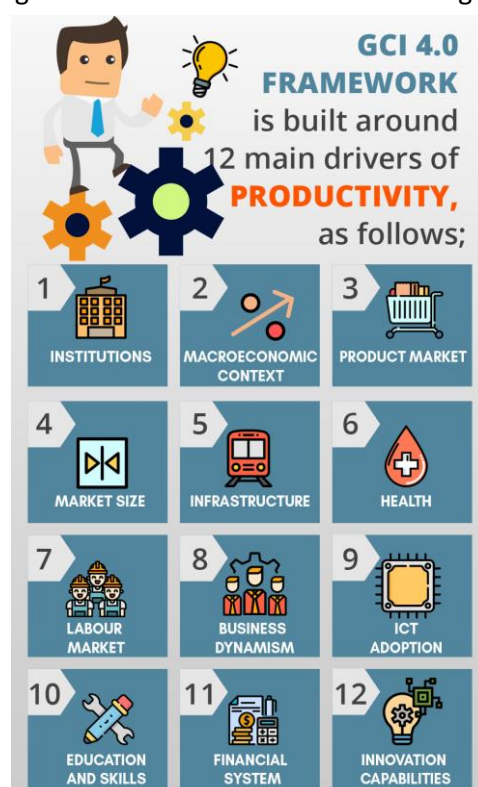 GCI 4.0
FRAMEWORK
is built around
12 main drivers of
PRODUCTIVITY,
as follows;
1
INSTITUTIONS
2
MACROECONOMIC
CONTEXT
3
PRODUCT MARKET
4
MARKET SIZE
5
INFRASTRUCTURE
6
HEALTH
7
LABOUR
MARKET
8
BUSINESS
DYNAMISM
9
ICT
ADOPTION
10
EDUCATION
AND SKILLS
11
FINANCIAL
SYSTEM
12
INNOVATION
CAPABILITIES